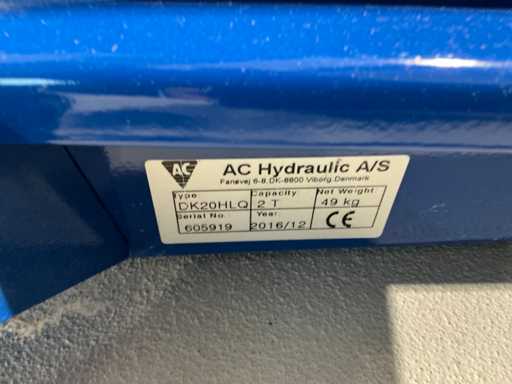 AC
AC Hydraulic A/S
Fanøvej 6-8, DK-8800 Viborg, Denmark
Type Capacity Net Weight
DK20HLQ 2 T 49 kg
Serial No. Year
605919 2016/12 CE